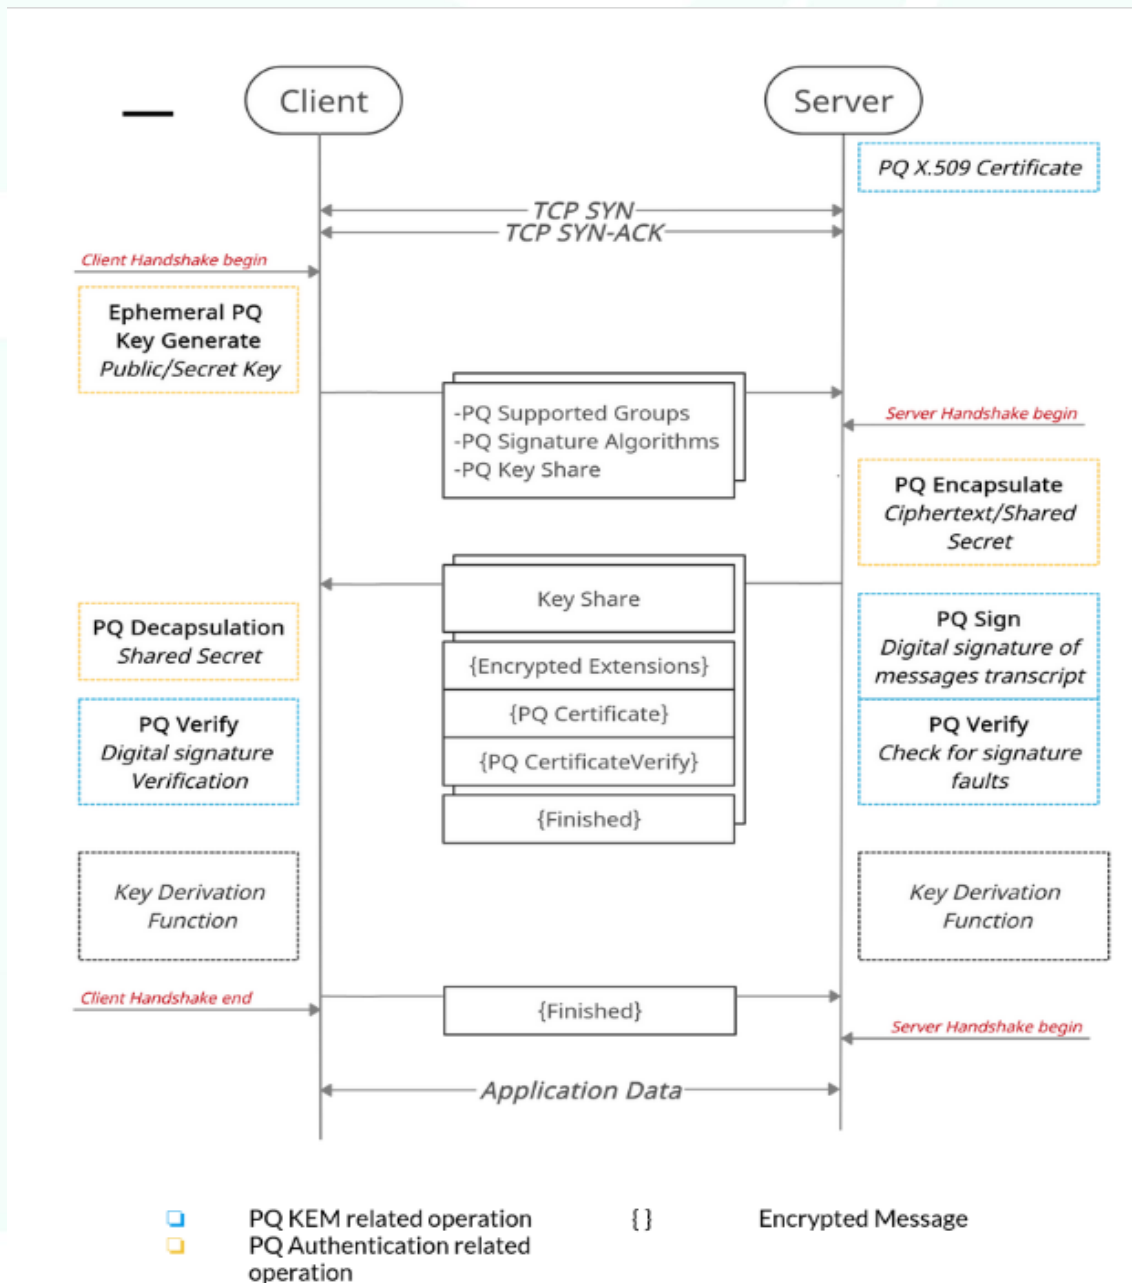 Client
Server
PQ X.509 Certificate
TCP SYN
TCP SYN-ACK
Client Handshake begin
Ephemeral PQ
Key Generate
Public/Secret Key
-PQ Supported Groups
-PQ Signature Algorithms
-PQ Key Share
Server Handshake begin
PQ Encapsulate
Ciphertext/Shared
Secret
Key Share
{Encrypted Extensions}
{PQ Certificate}
{PQ CertificateVerify}
{Finished}
PQ Decapsulation
Shared Secret
PQ Sign
Digital signature of
messages transcript
PQ Verify
Digital signature
Verification
PQ Verify
Check for signature
faults
Key Derivation
Function
Key Derivation
Function
Client Handshake end
{Finished}
Server Handshake begin
Application Data
PQ KEM related operation
{ } Encrypted Message
PQ Authentication related
operation